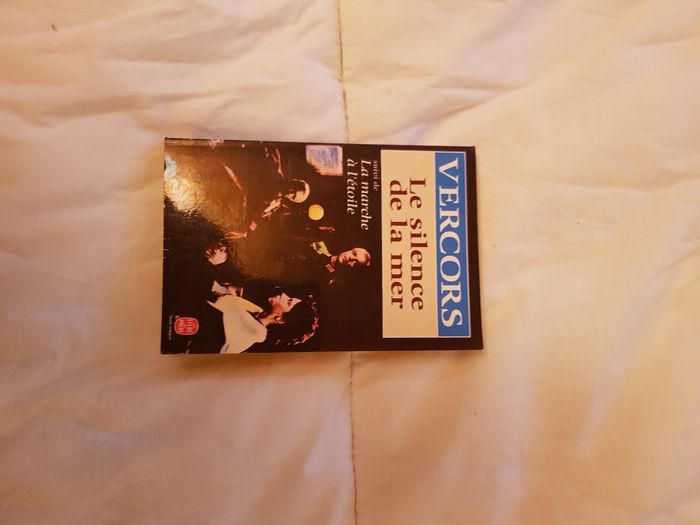 VERCORS
Le silence
de la mer
suivi de
La marche
à l'étoile